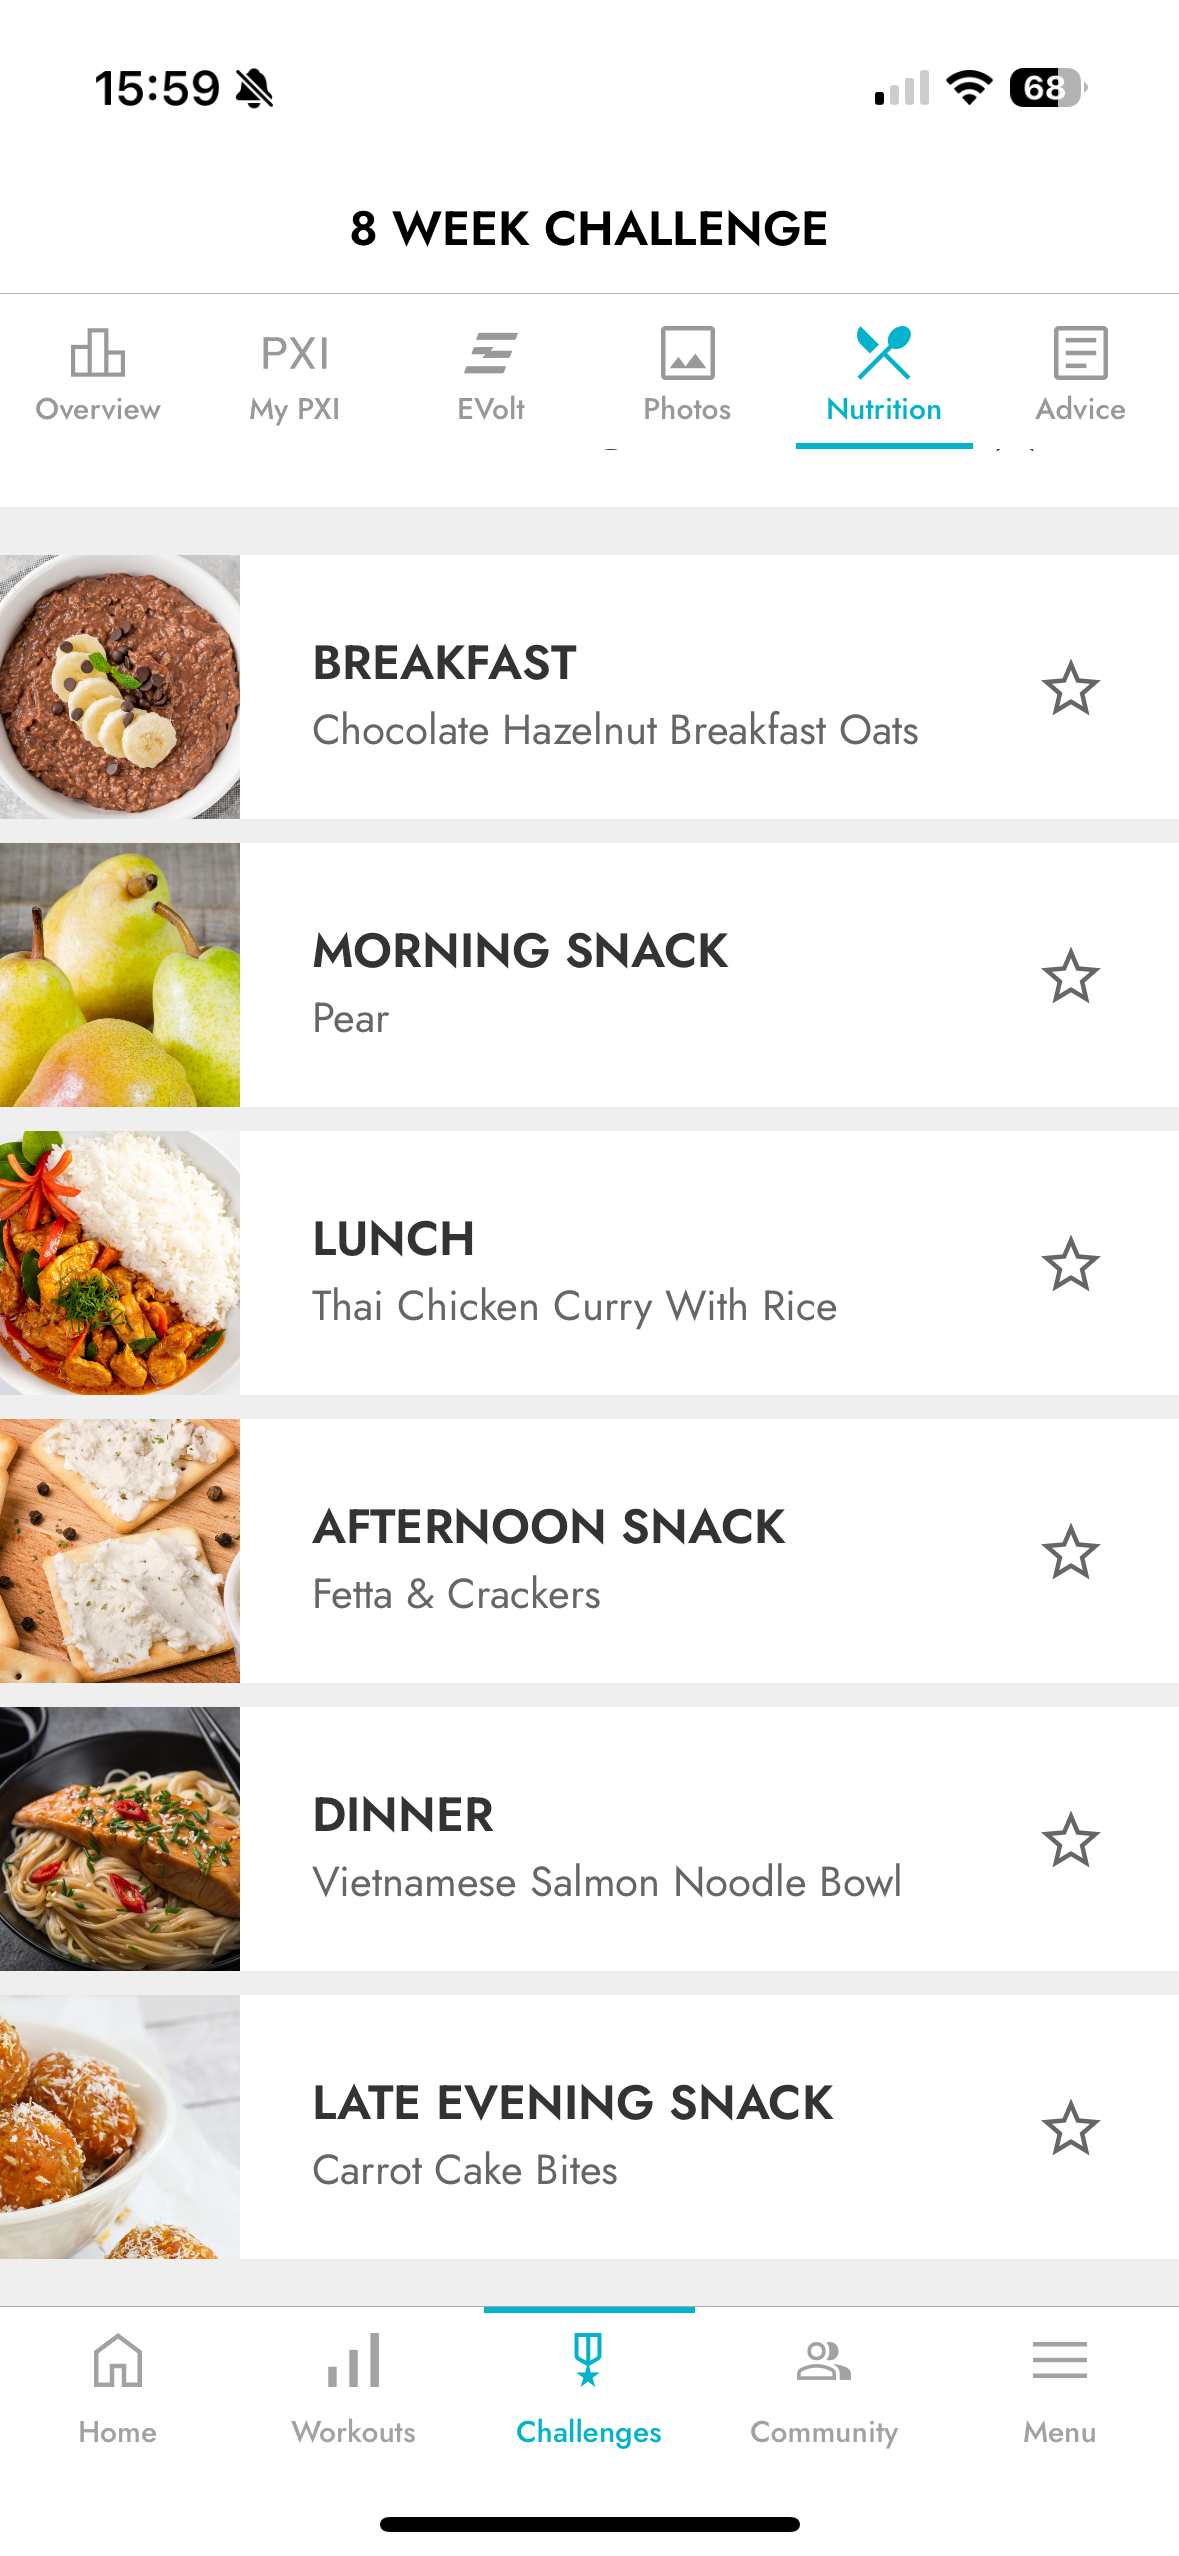 15:59
68
8 WEEK CHALLENGE
PXI
Overview
My PXI
EVolt
Photos
Nutrition
Advice
BREAKFAST
Chocolate Hazelnut Breakfast Oats
MORNING SNACK
Pear
LUNCH
Thai Chicken Curry With Rice
AFTERNOON SNACK
Fetta & Crackers
DINNER
Vietnamese Salmon Noodle Bowl
LATE EVENING SNACK
Carrot Cake Bites
Home
Workouts
Challenges
Community
Menu